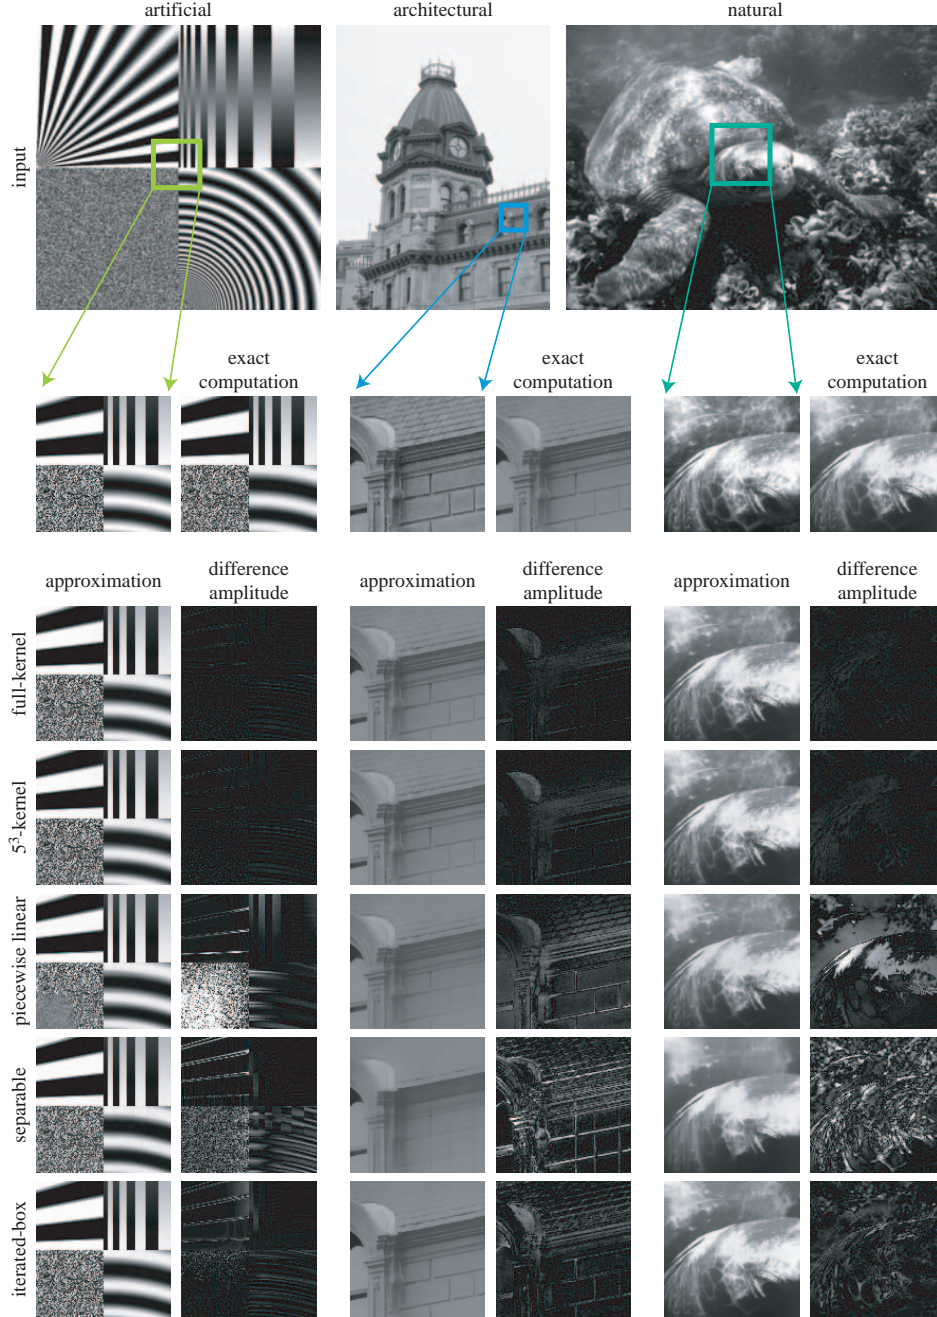 artificial
architectural
natural
input
exact
computation
exact
computation
exact
computation
approximation
difference
amplitude
approximation
difference
amplitude
approximation
difference
amplitude
full-kernel
5³-kernel
piecewise linear
separable
iterated-box